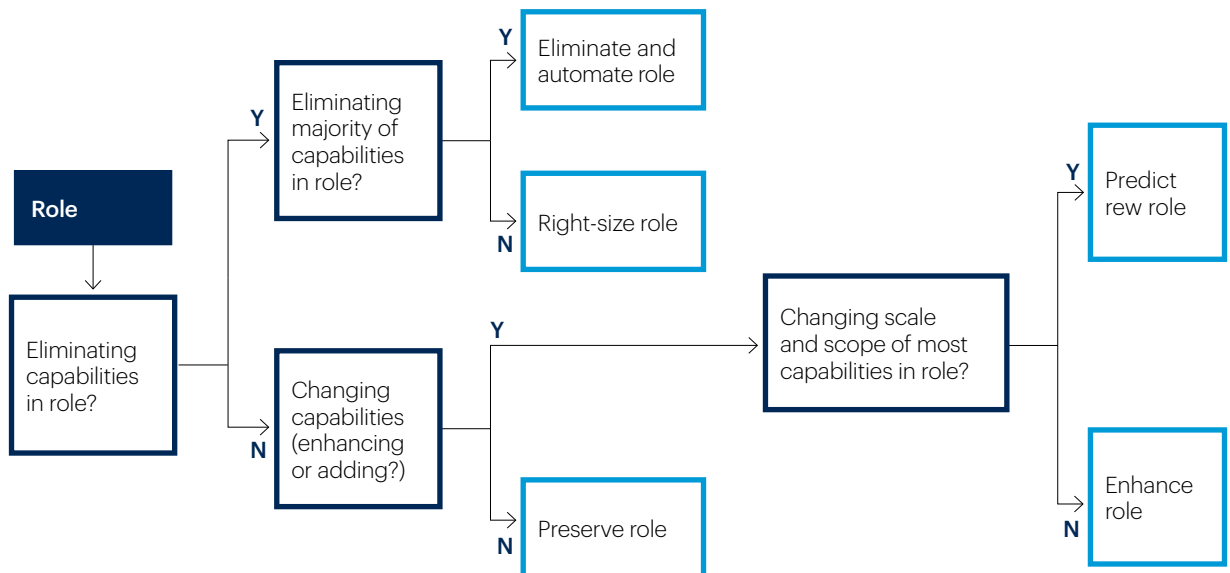 Role
Eliminating
capabilities
in role?
Y
N
Eliminating
majority of
capabilities
in role?
Y
N
Eliminate and
automate role
Right-size role
Changing
capabilities
(enhancing
or adding?)
Y
N
Preserve role
Changing scale
and scope of most
capabilities in role?
Y
N
Predict
rew role
Enhance
role